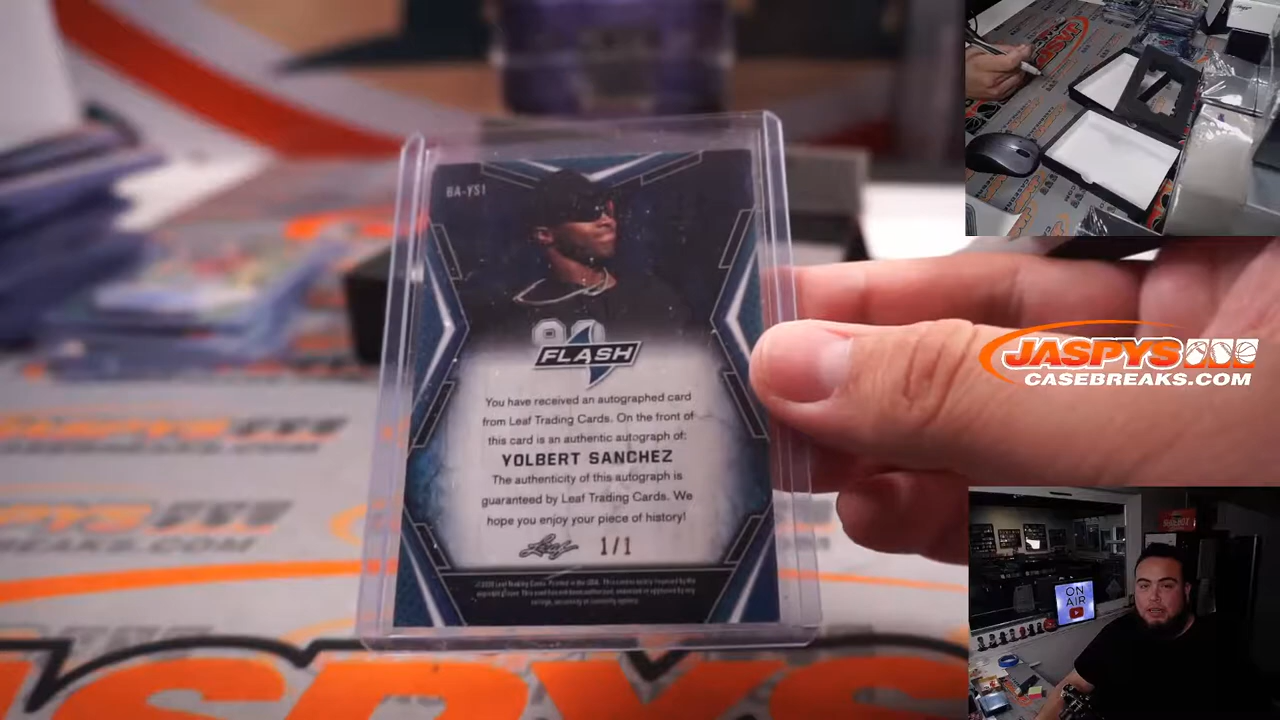 BA-YS1
FLASH
You have received an autographed card
from Leaf Trading Cards. On the front of
this card is an authentic autograph of:
YOLBERT SANCHEZ
The authenticity of this autograph is
guaranteed by Leaf Trading Cards. We
hope you enjoy your piece of history!
Leaf 1/1
JASPYS
CASEBREAKS.COM
ON
AIR